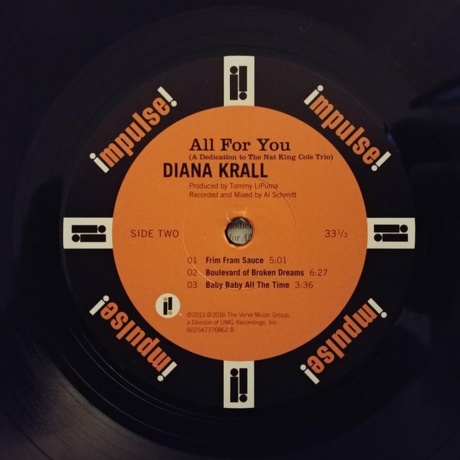 impulse!
impulse!
All For You
(A Dedication to The Nat King Cole Trio)
DIANA KRALL
Produced by Tommy LiPuma
Recorded and Mixed by Al Schmitt
SIDE TWO
33 1/3
01 Frim Fram Sauce 5:01
02 Boulevard of Broken Dreams 6:27
03 Baby Baby All The Time 3:36
The Verve Music Group,
a Division of UMG Recordings, Inc.
602547376862 B
impulse!
impulse!